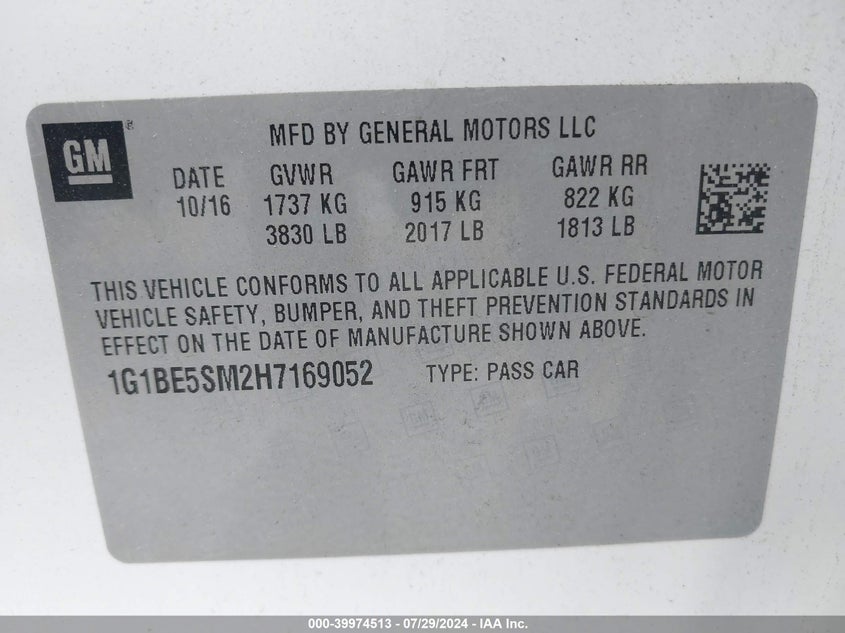 GM
MFD BY GENERAL MOTORS LLC
DATE GVWR GAWR FRT GAWR RR
10/16 1737 KG 915 KG 822 KG
3830 LB 2017 LB 1813 LB
THIS VEHICLE CONFORMS TO ALL APPLICABLE U.S. FEDERAL MOTOR
VEHICLE SAFETY, BUMPER, AND THEFT PREVENTION STANDARDS IN
EFFECT ON THE DATE OF MANUFACTURE SHOWN ABOVE.
1G1BE5SM2H7169052 TYPE: PASS CAR
000-39974513 / 07/29/2024 - © IAA, Inc.